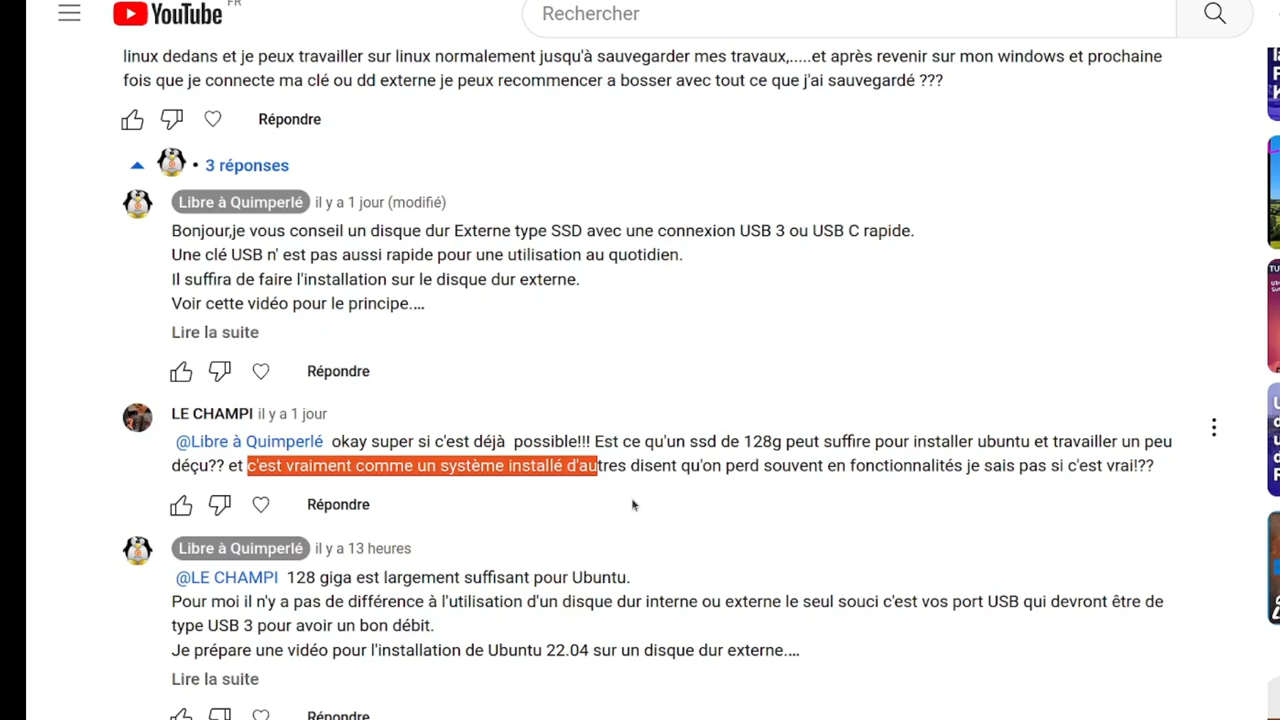 YouTube FR
Rechercher
linux dedans et je peux travailler sur linux normalement jusqu'à sauvegarder mes travaux,.....et après revenir sur mon windows et prochaine
fois que je connecte ma clé ou dd externe je peux recommencer a bosser avec tout ce que j'ai sauvegardé ???
Répondre
• 3 réponses
Libre à Quimperlé il y a 1 jour (modifié)
Bonjour,je vous conseil un disque dur Externe type SSD avec une connexion USB 3 ou USB C rapide.
Une clé USB n' est pas aussi rapide pour une utilisation au quotidien.
Il suffira de faire l'installation sur le disque dur externe.
Voir cette vidéo pour le principe....
Lire la suite
Répondre
LE CHAMPI il y a 1 jour
@Libre à Quimperlé okay super si c'est déjà possible!!! Est ce qu'un ssd de 128g peut suffire pour installer ubuntu et travailler un peu
déçu?? et c'est vraiment comme un système installé d'autres disent qu'on perd souvent en fonctionnalités je sais pas si c'est vrai!??
Répondre
Libre à Quimperlé il y a 13 heures
@LE CHAMPI 128 giga est largement suffisant pour Ubuntu.
Pour moi il n'y a pas de différence à l'utilisation d'un disque dur interne ou externe le seul souci c'est vos port USB qui devront être de
type USB 3 pour avoir un bon débit.
Je prépare une vidéo pour l'installation de Ubuntu 22.04 sur un disque dur externe....
Lire la suite
Répondre